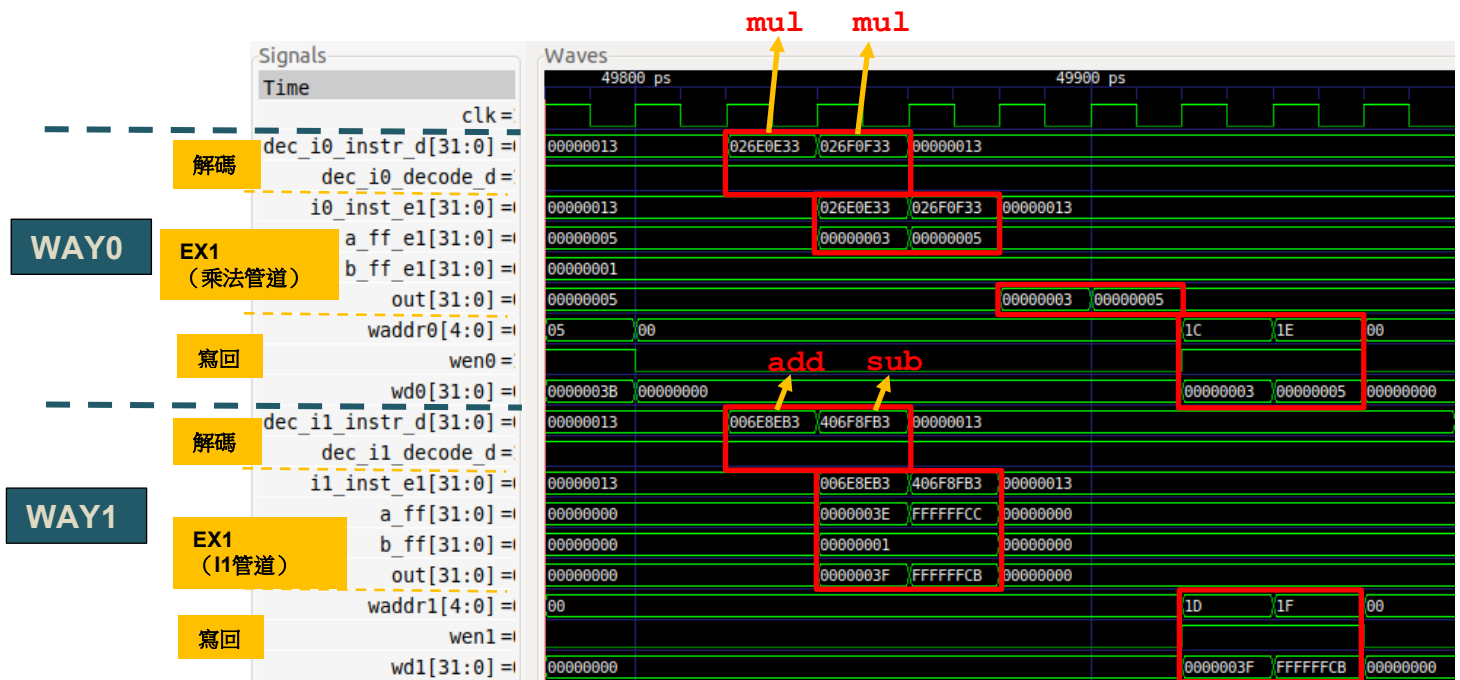 mul mul
Signals Waves
Time 49800 ps 49900 ps
clk=
解碼
dec_i0_instr_d[31:0] = 00000013 026E0E33 026F0F33 00000013
dec_i0_decode_d=
WAY0
i0_inst_e1[31:0] = 00000013 026E0E33 026F0F33 00000013
EX1
（乘法管道）
a_ff_e1[31:0] = 00000005 00000003 00000005
b_ff_e1[31:0] = 00000001
out[31:0] = 00000005 00000003 00000005
寫回
waddr0[4:0] = 05 00 1C 1E 00
wen0=
add sub
wd0[31:0] = 0000003B 00000000 00000003 00000005 00000000
解碼
dec_i1_instr_d[31:0] = 00000013 006E8EB3 406F8FB3 00000013
dec_i1_decode_d=
WAY1
i1_inst_e1[31:0] = 00000013 006E8EB3 406F8FB3 00000013
EX1
（I1管道）
a_ff[31:0] = 00000000 0000003E FFFFFFCC 00000000
b_ff[31:0] = 00000000 00000001 00000000
out[31:0] = 00000000 0000003F FFFFFFCB 00000000
寫回
waddr1[4:0] = 00 1D 1F 00
wen1=
wd1[31:0] = 00000000 0000003F FFFFFFCB 00000000